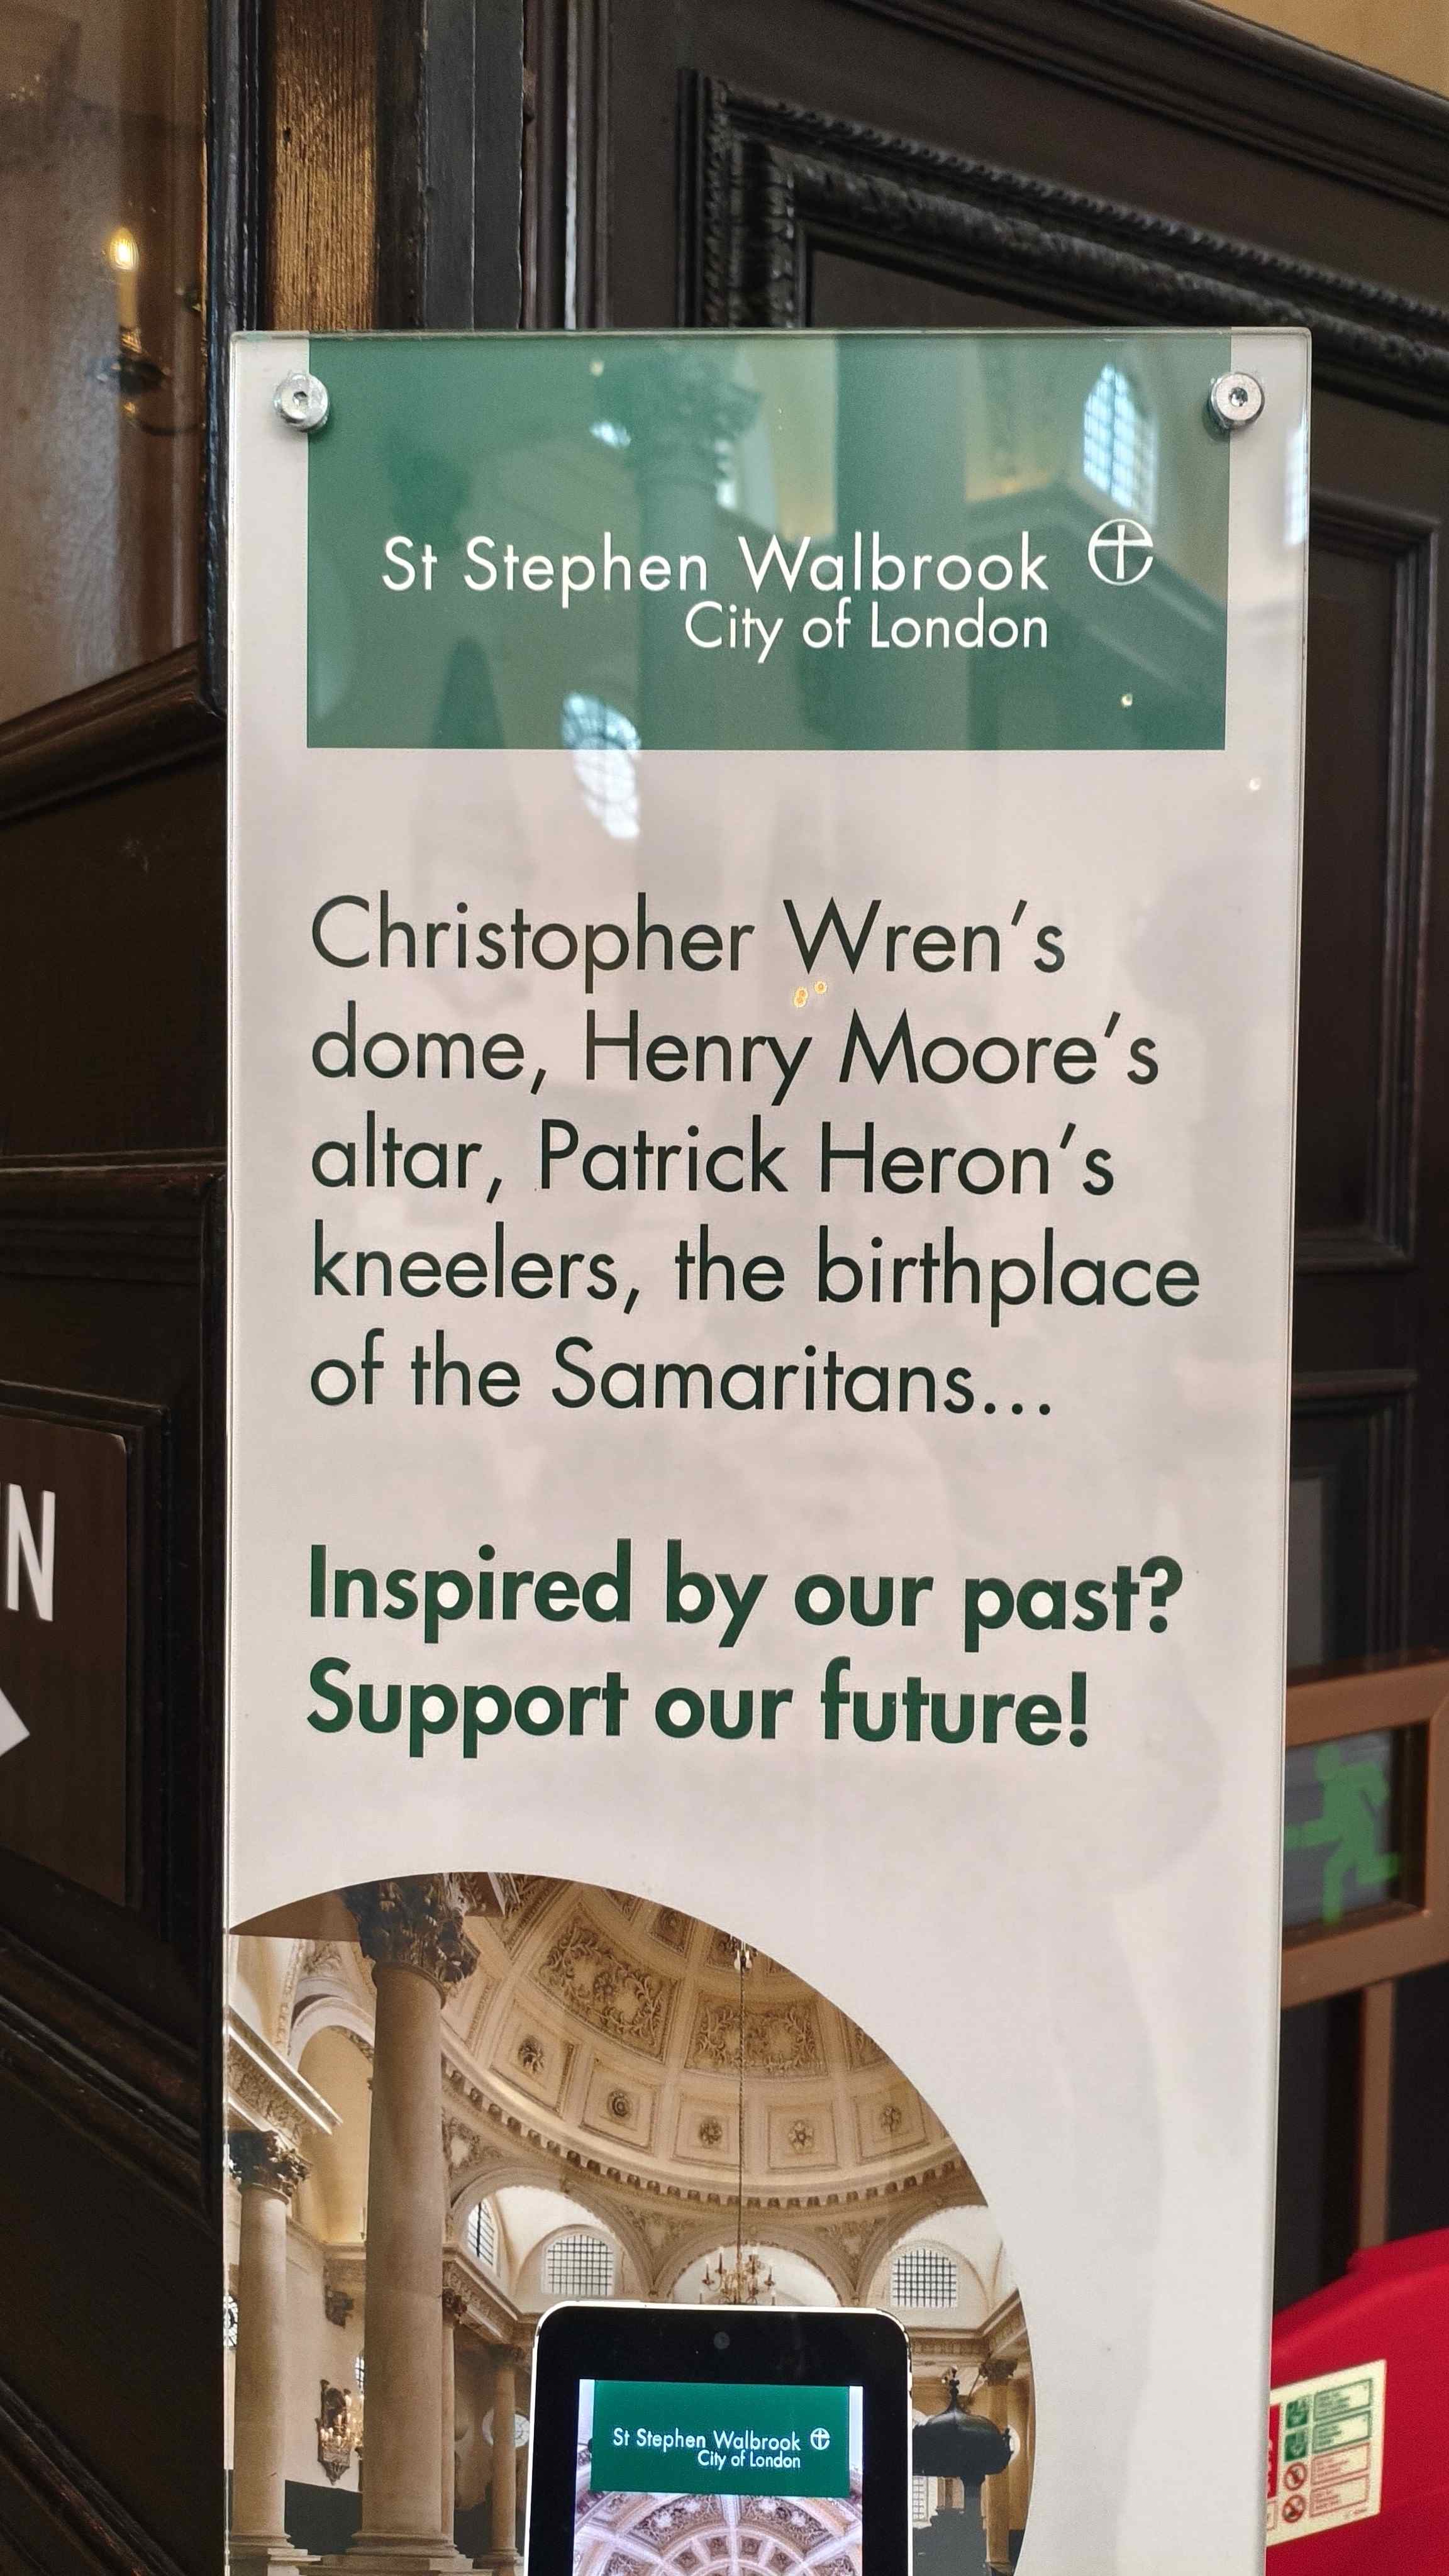 St Stephen Walbrook
City of London
Christopher Wren’s
dome, Henry Moore’s
altar, Patrick Heron’s
kneelers, the birthplace
of the Samaritans...
Inspired by our past?
Support our future!
St Stephen Walbrook
City of London